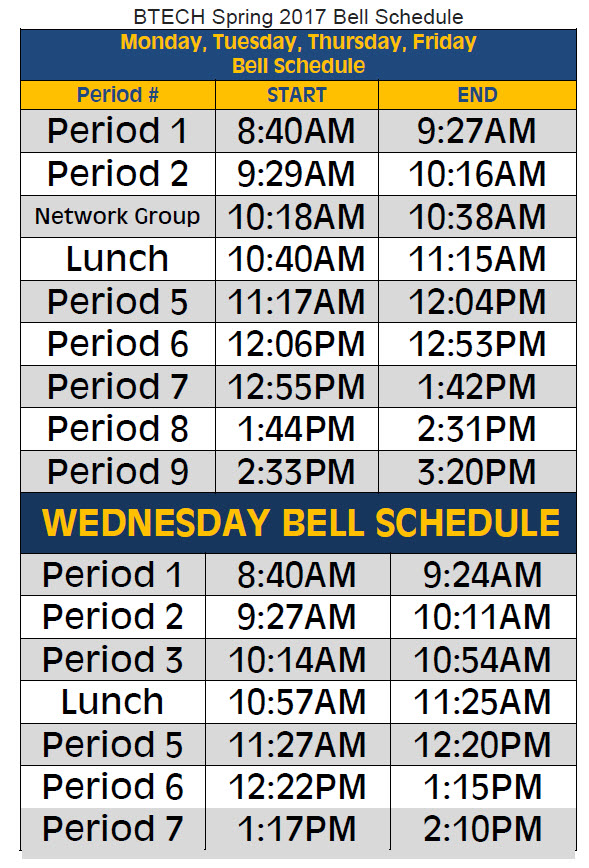 BTECH Spring 2017 Bell Schedule
Monday, Tuesday, Thursday, Friday
Bell Schedule
Period # START END
Period 1 8:40AM 9:27AM
Period 2 9:29AM 10:16AM
Network Group 10:18AM 10:38AM
Lunch 10:40AM 11:15AM
Period 5 11:17AM 12:04PM
Period 6 12:06PM 12:53PM
Period 7 12:55PM 1:42PM
Period 8 1:44PM 2:31PM
Period 9 2:33PM 3:20PM
WEDNESDAY BELL SCHEDULE
Period 1 8:40AM 9:24AM
Period 2 9:27AM 10:11AM
Period 3 10:14AM 10:54AM
Lunch 10:57AM 11:25AM
Period 5 11:27AM 12:20PM
Period 6 12:22PM 1:15PM
Period 7 1:17PM 2:10PM